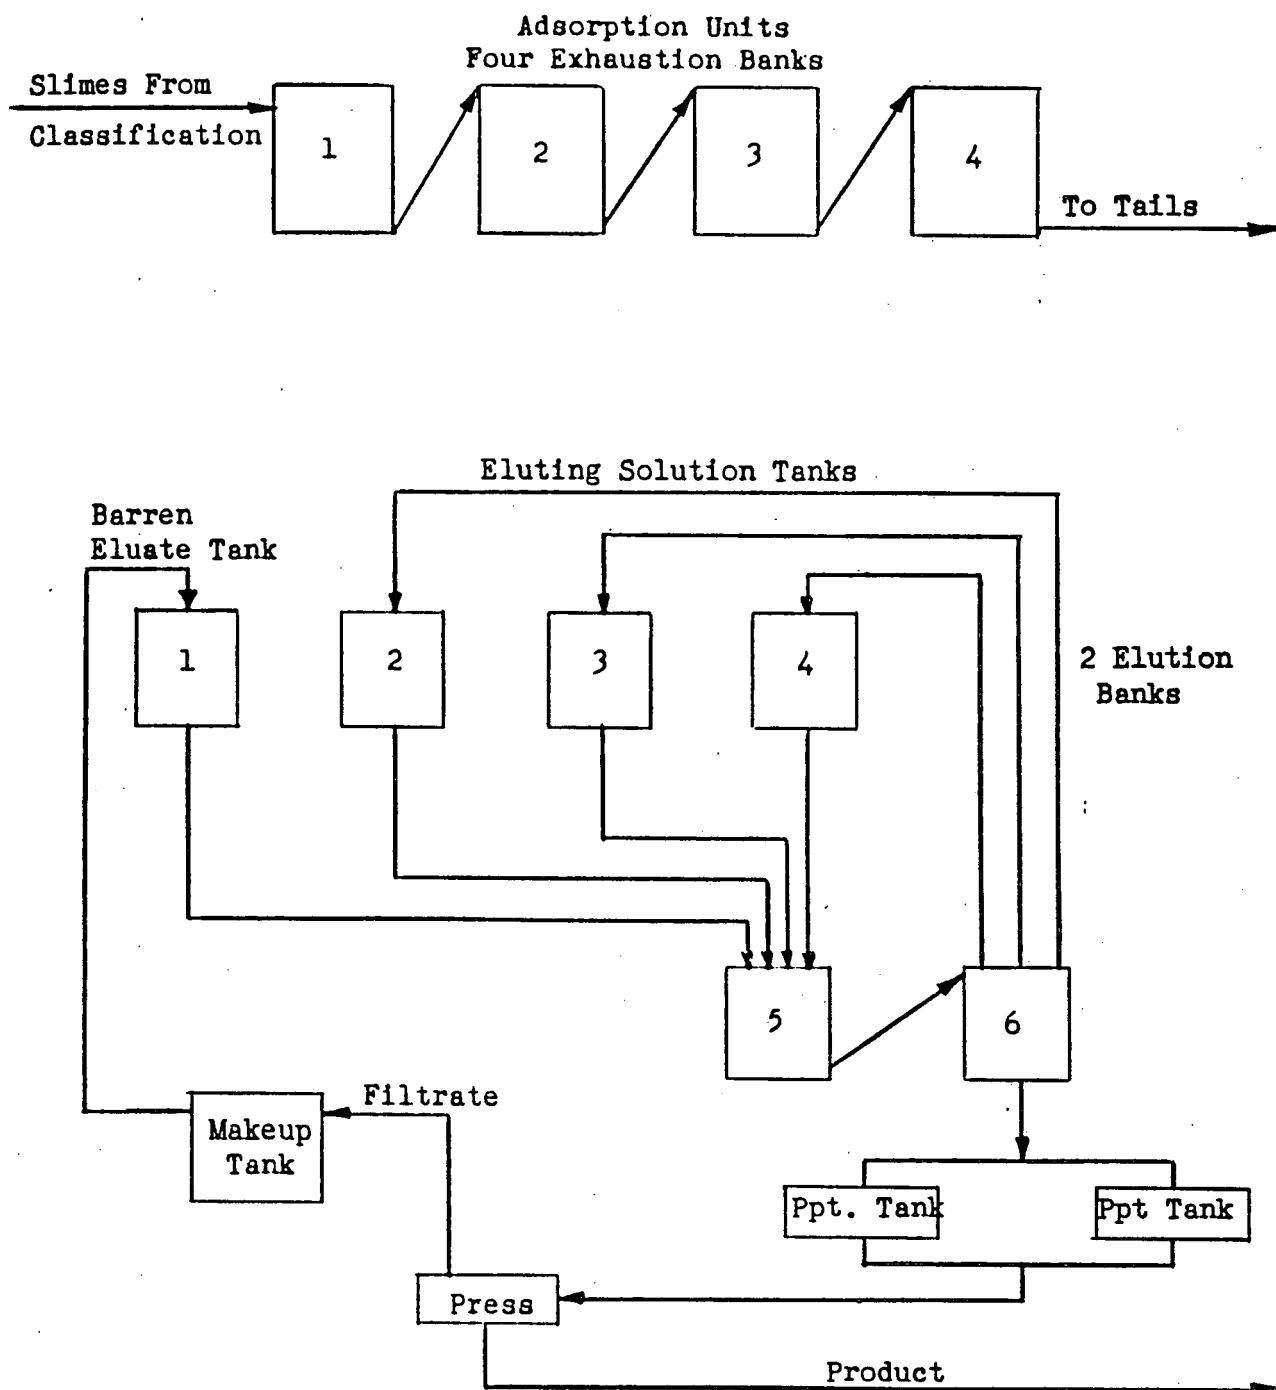 Adsorption Units
Four Exhaustion Banks
Slimes From
Classification
1
2
3
4
To Tails
Eluting Solution Tanks
Barren
Eluate Tank
1
2
3
4
2 Elution
Banks
5
6
Filtrate
Makeup
Tank
Ppt. Tank
Ppt Tank
Press
Product